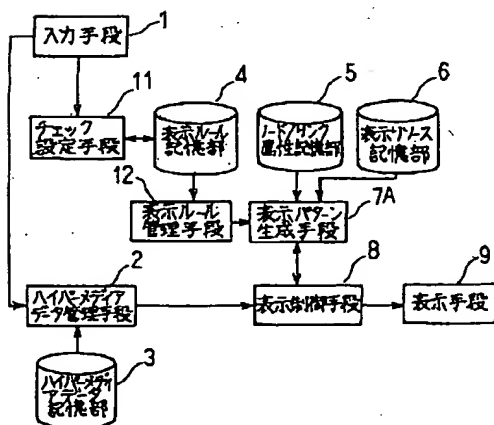 1
入力手段
11
チェック
設定手段
4
表示ルール
記憶部
5
ノード/リンク
属性記憶部
6
表示リソース
記憶部
12
表示ルール
管理手段
表示パターン
生成手段
7A
2
ハイパーメディア
データ管理手段
8
表示制御手段
9
表示手段
ハイパーメディ
アデータ
記憶部
3